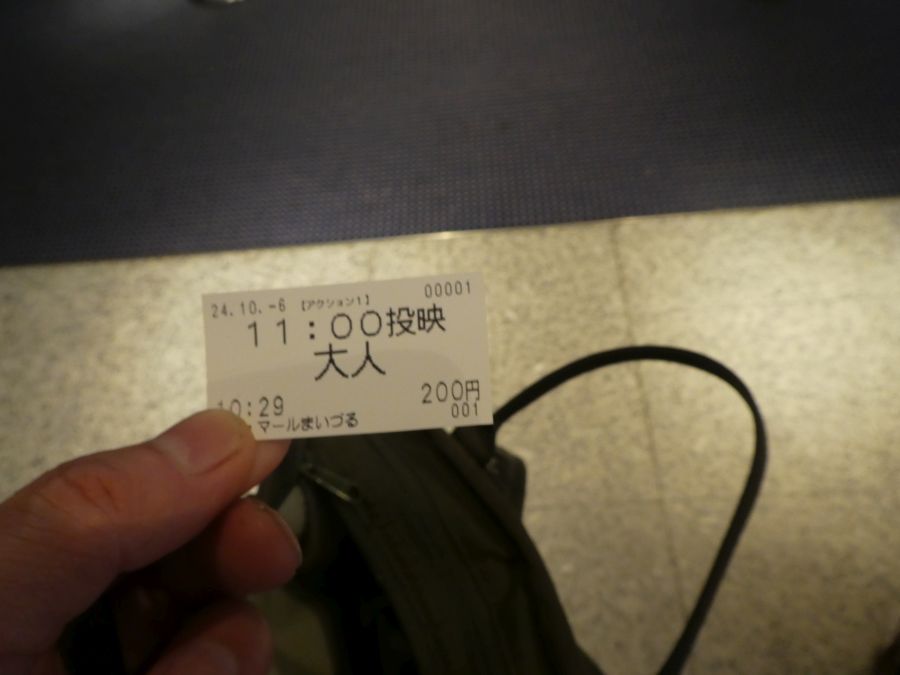 24.10.-6 【アクション1】 00001
11:00投映
大人
200円
10:29 001
マールまいづる